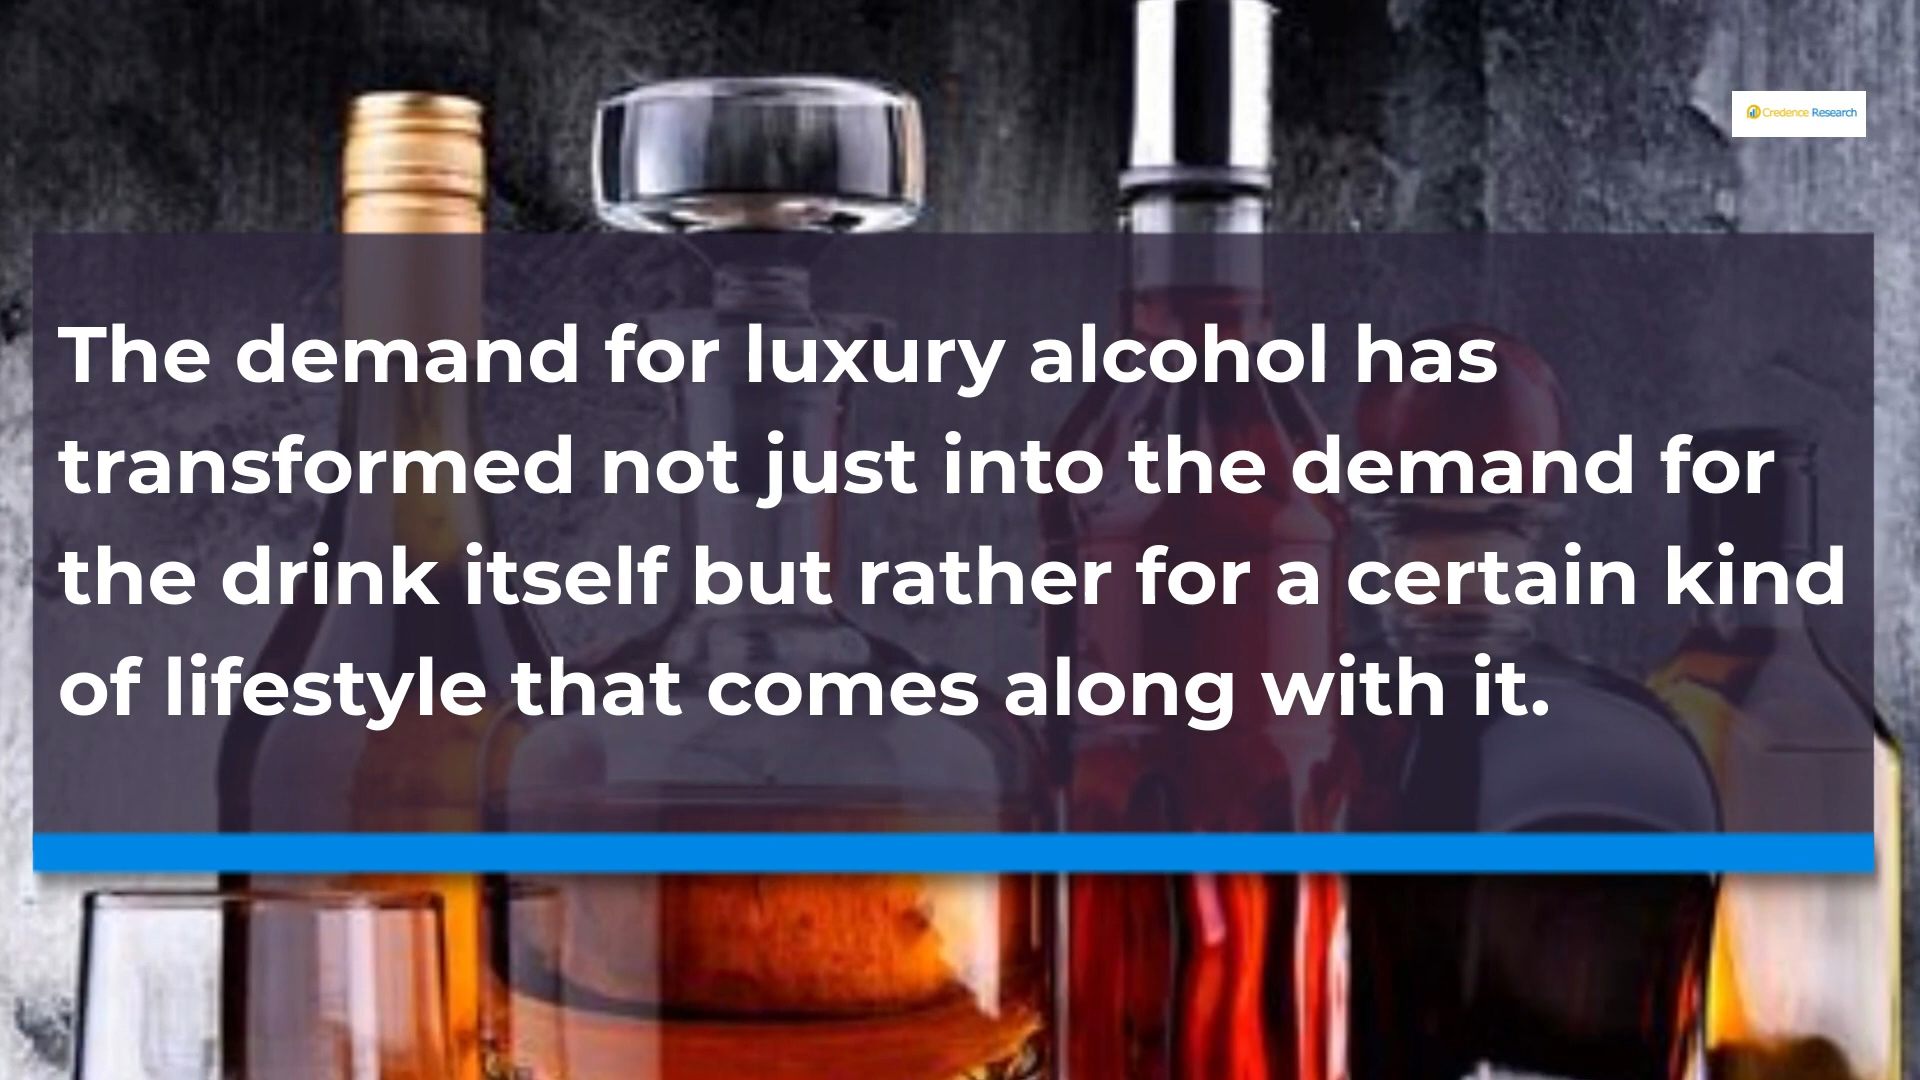 Credence Research
The demand for luxury alcohol has
transformed not just into the demand for
the drink itself but rather for a certain kind
of lifestyle that comes along with it.